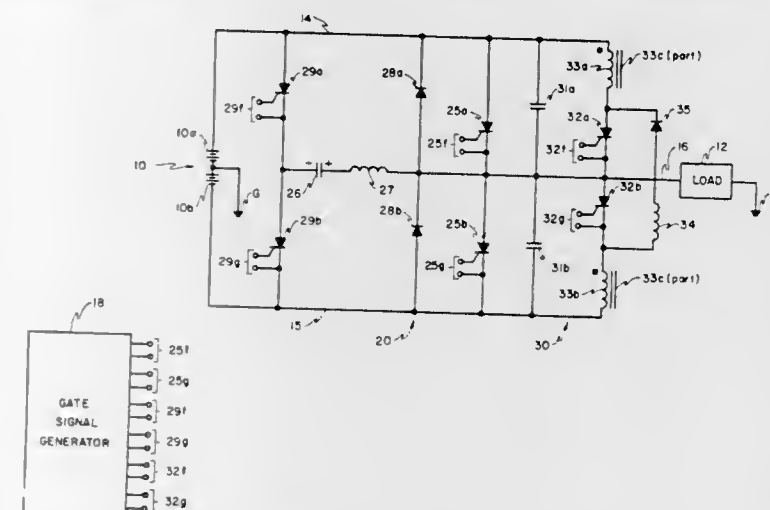 14
33a
33c (part)
29a
28a
31a
25a
32a
35
29f
25f
32f
16
12
LOAD
10a
10
10b
G
26
27
28b
25b
32b
32g
34
29b
29g
25g
31b
33b
33c (part)
15
20
30
18
GATE
SIGNAL
GENERATOR
25f
25g
29f
29g
32f
32g